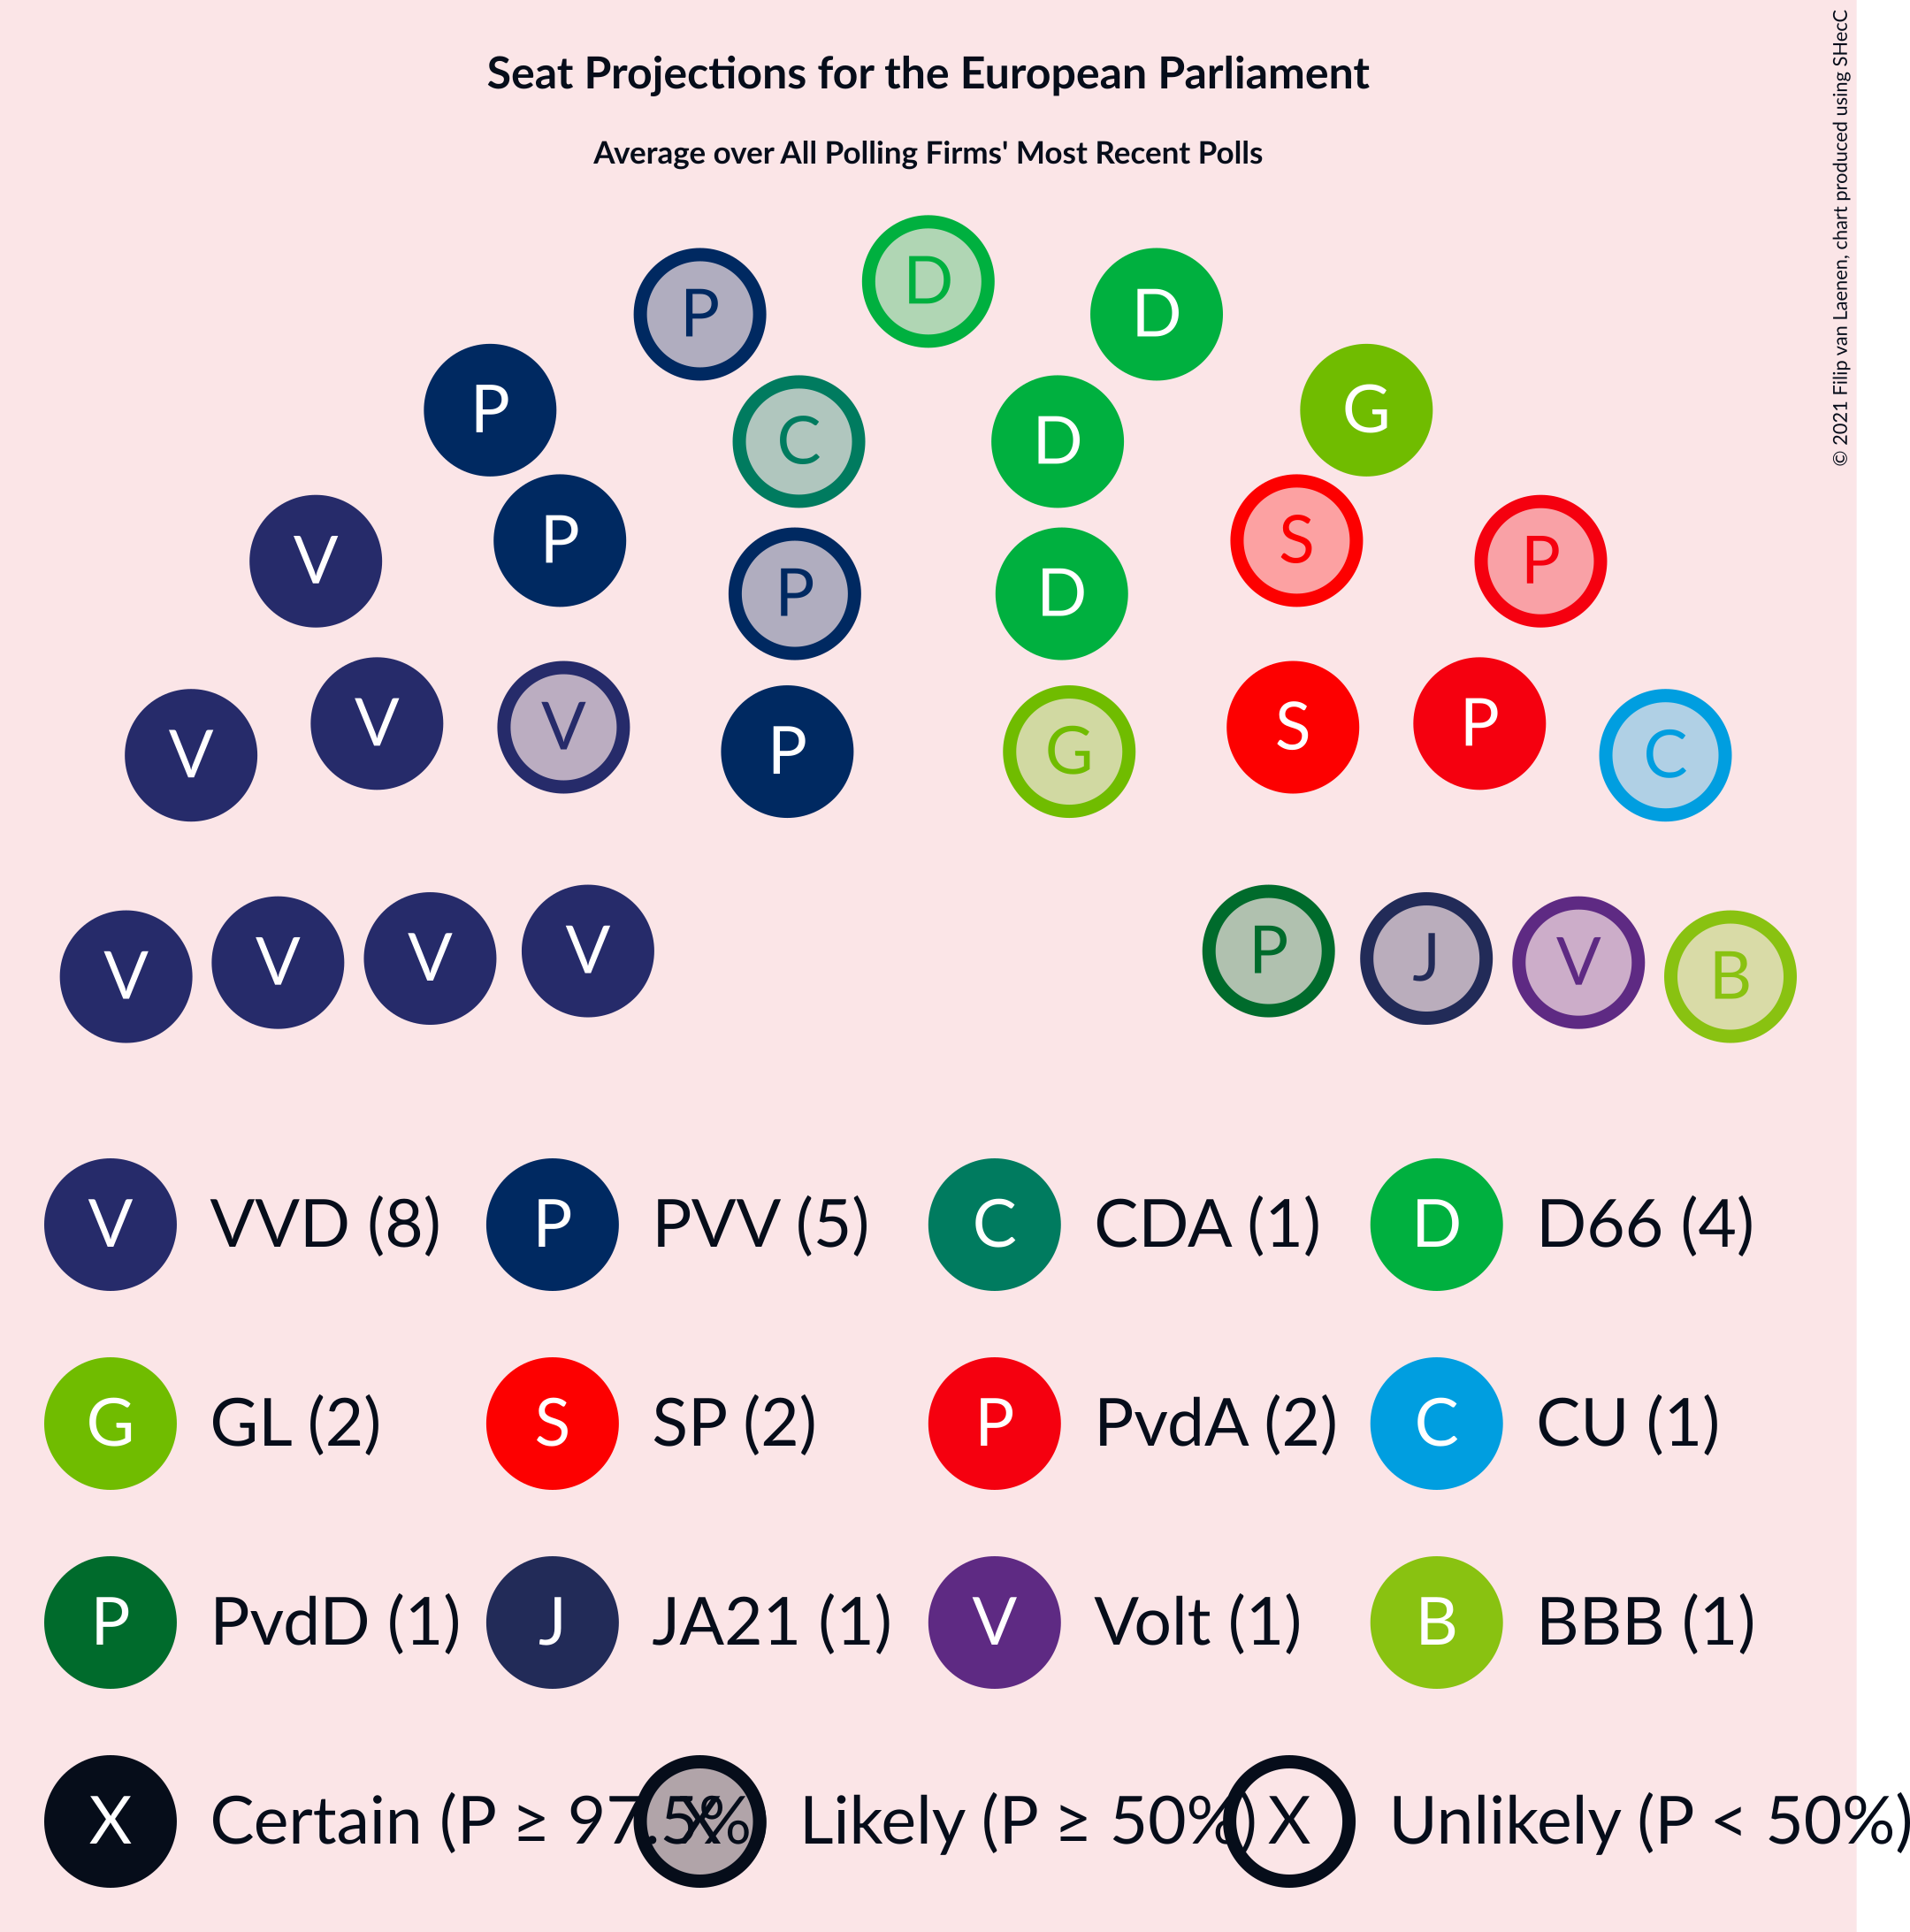 Seat Projections for the European Parliament
Average over All Polling Firms' Most Recent Polls
© 2021 Filip van Laenen, chart produced using SHecC
D
P D
P G
C D
P S
V P
P D
V P
V V S
V P G C
V P
V P
V J
V V
V B
V VVD (8) P PVV (5) C CDA (1) D D66 (4)
G GL (2) S SP (2) P PvdA (2) C CU (1)
P PvdD (1) J JA21 (1) V Volt (1) B BBB (1)
X Certain (P ≥ 97.5% X Likely (P ≥ 50%) X Unlikely (P < 50%)